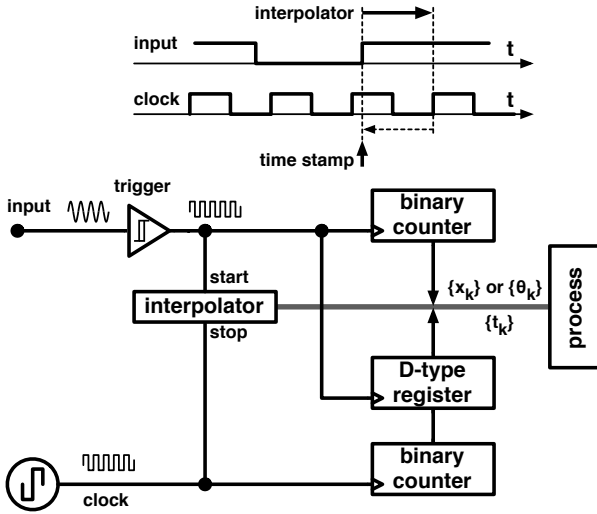 interpolator
input
t
clock
t
time stamp
trigger
input
binary
counter
start
{x_k} or {θ_k}
interpolator
{t_k}
stop
process
D-type
register
binary
counter
clock